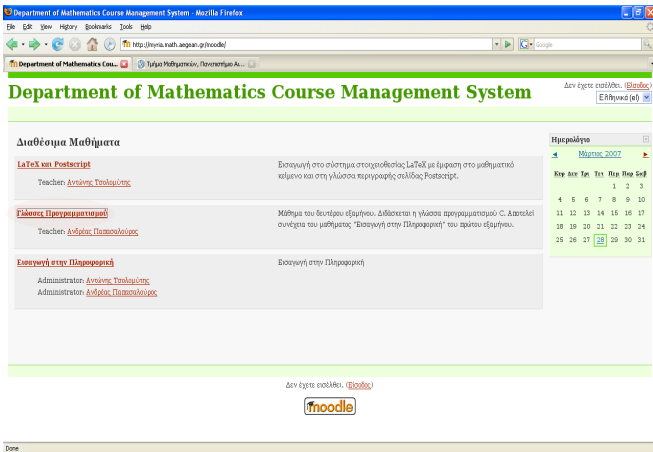 Department of Mathematics Course Management System - Mozilla Firefox
File Edit View History Bookmarks Tools Help
http://myria.math.aegean.gr/moodle/
Google
Department of Mathematics Cou...
Τμήμα Μαθηματικών, Πανεπιστήμιο Αι...
Department of Mathematics Course Management System
Δεν έχετε εισέλθει. (Είσοδος)
Ελληνικά (el)
Διαθέσιμα Μαθήματα
LaTeX και Postscript
Teacher: Αντώνης Τσολομύτης
Εισαγωγή στο σύστημα στοιχειοθεσίας LaTeX με έμφαση στο μαθηματικό
κείμενο και στη γλώσσα περιγραφής σελίδας Postscript.
Γλώσσες Προγραμματισμού
Teacher: Ανδρέας Παπασαλούρος
Μάθημα του δευτέρου εξαμήνου. Διδάσκεται η γλώσσα προγραμματισμού C. Αποτελεί
συνέχεια του μαθήματος "Εισαγωγή στην Πληροφορική" του πρώτου εξαμήνου.
Εισαγωγή στην Πληροφορική
Administrator: Αντώνης Τσολομύτης
Administrator: Ανδρέας Παπασαλούρος
Εισαγωγή στην Πληροφορική
Ημερολόγιο
Μάρτιος 2007
Κυρ Δευ Τρι Τετ Πεμ Παρ Σαβ
1 2 3
4 5 6 7 8 9 10
11 12 13 14 15 16 17
18 19 20 21 22 23 24
25 26 27 28 29 30 31
Δεν έχετε εισέλθει. (Είσοδος)
moodle
Done